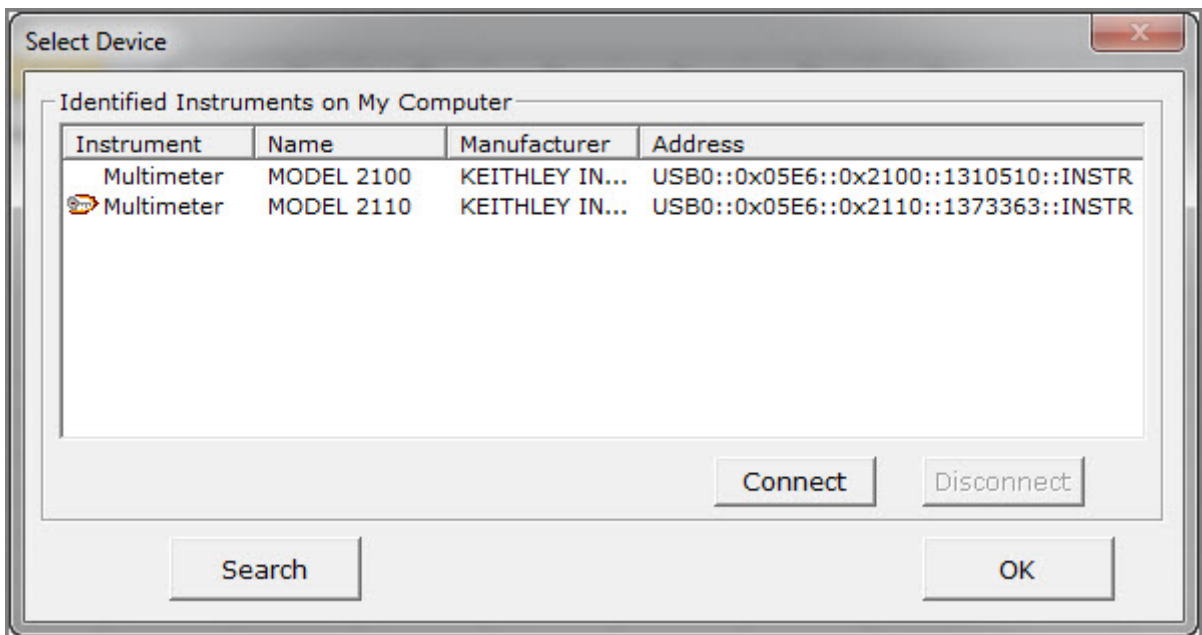 Select Device
Identified Instruments on My Computer
Instrument Name Manufacturer Address
Multimeter MODEL 2100 KEITHLEY IN... USB0::0x05E6::0x2100::1310510::INSTR
Multimeter MODEL 2110 KEITHLEY IN... USB0::0x05E6::0x2110::1373363::INSTR
Connect Disconnect
Search OK